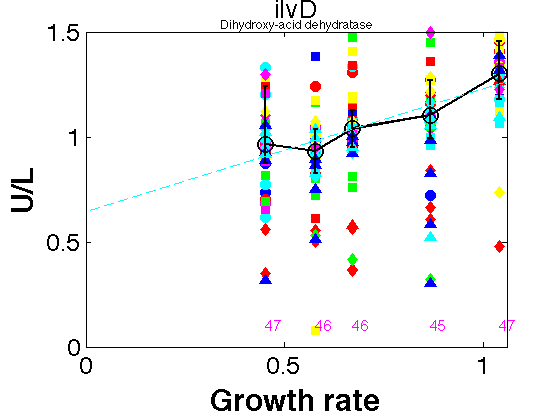 ilvD
Dihydroxy-acid dehydratase
1.5
1
0.5
0
U/L
47 46 46 45 47
0 0.5 1
Growth rate